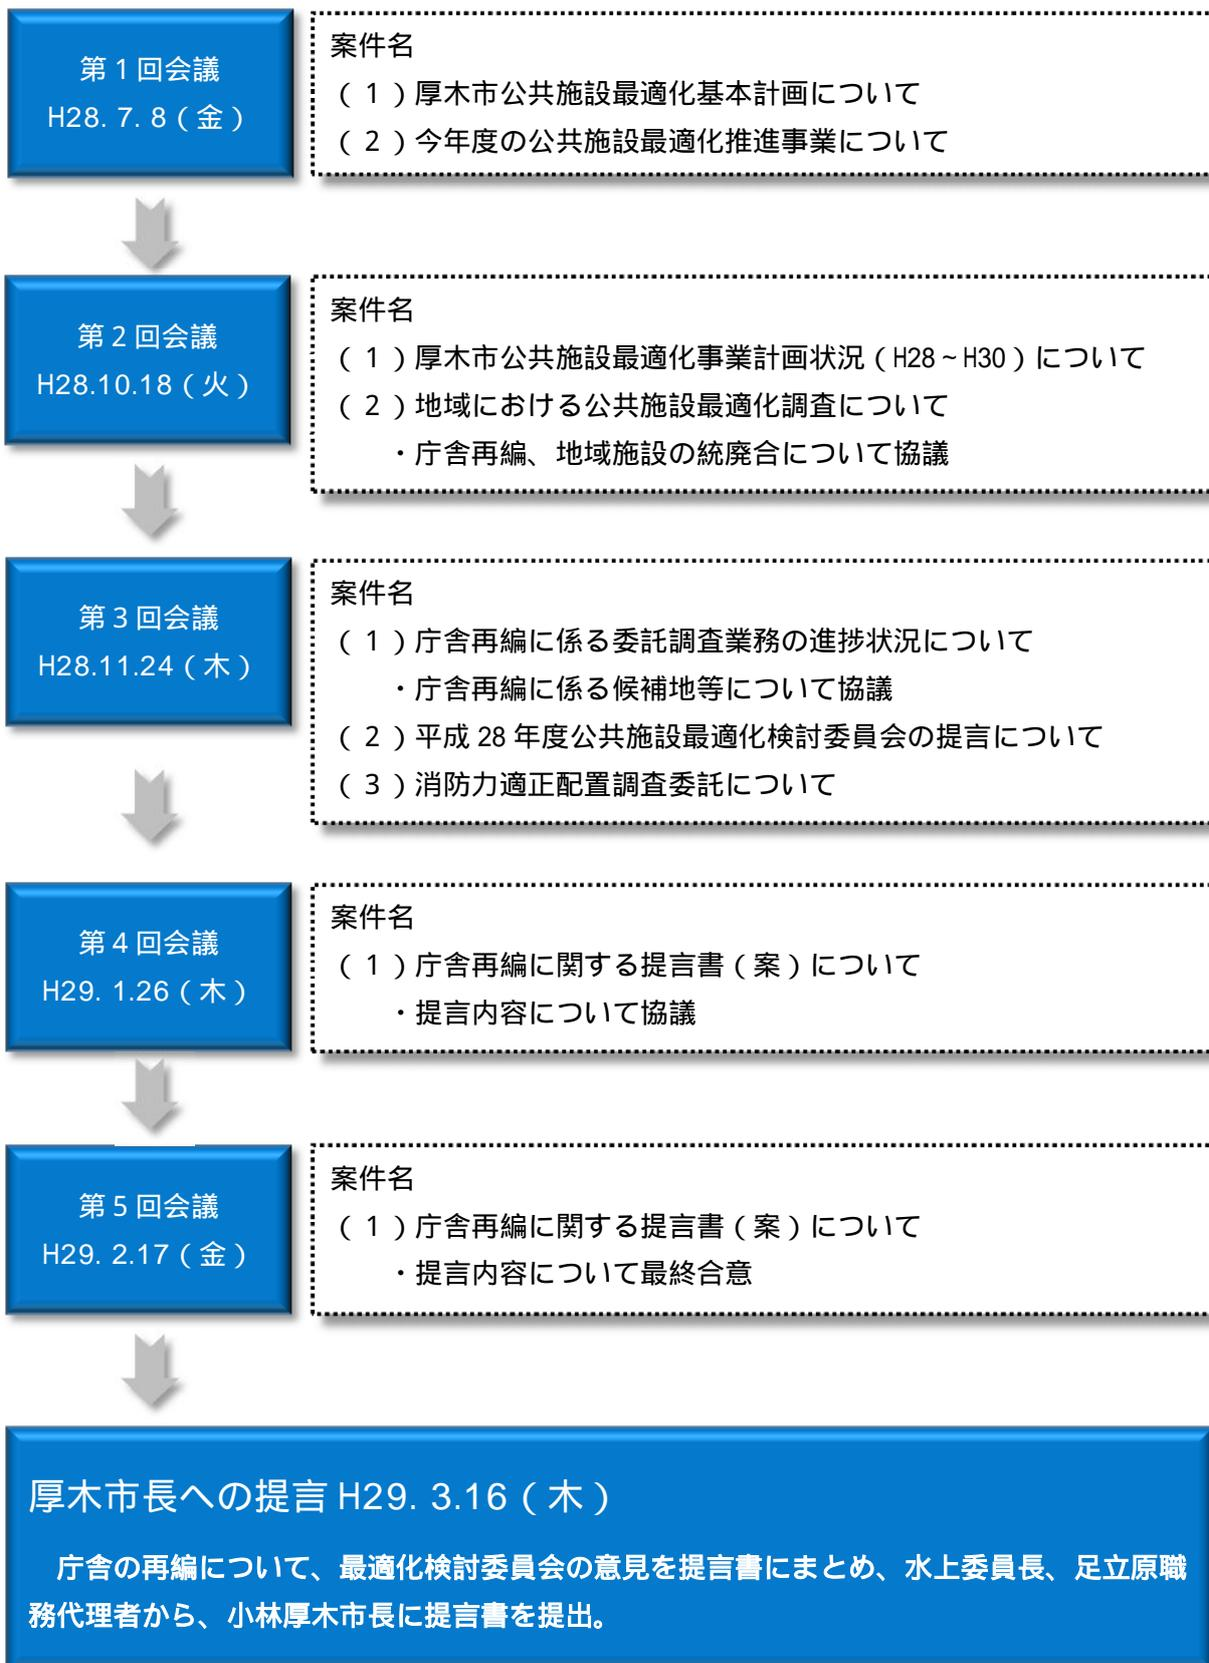 第１回会議
H28. 7. 8（金）
案件名
（１）厚木市公共施設最適化基本計画について
（２）今年度の公共施設最適化推進事業について
第２回会議
H28.10.18（火）
案件名
（１）厚木市公共施設最適化事業計画状況（H28～H30）について
（２）地域における公共施設最適化調査について
・庁舎再編、地域施設の統廃合について協議
第３回会議
H28.11.24（木）
案件名
（１）庁舎再編に係る委託調査業務の進捗状況について
・庁舎再編に係る候補地等について協議
（２）平成 28 年度公共施設最適化検討委員会の提言について
（３）消防力適正配置調査委託について
第４回会議
H29. 1.26（木）
案件名
（１）庁舎再編に関する提言書（案）について
・提言内容について協議
第５回会議
H29. 2.17（金）
案件名
（１）庁舎再編に関する提言書（案）について
・提言内容について最終合意
厚木市長への提言 H29. 3.16（木）
庁舎の再編について、最適化検討委員会の意見を提言書にまとめ、水上委員長、足立原職
務代理者から、小林厚木市長に提言書を提出。